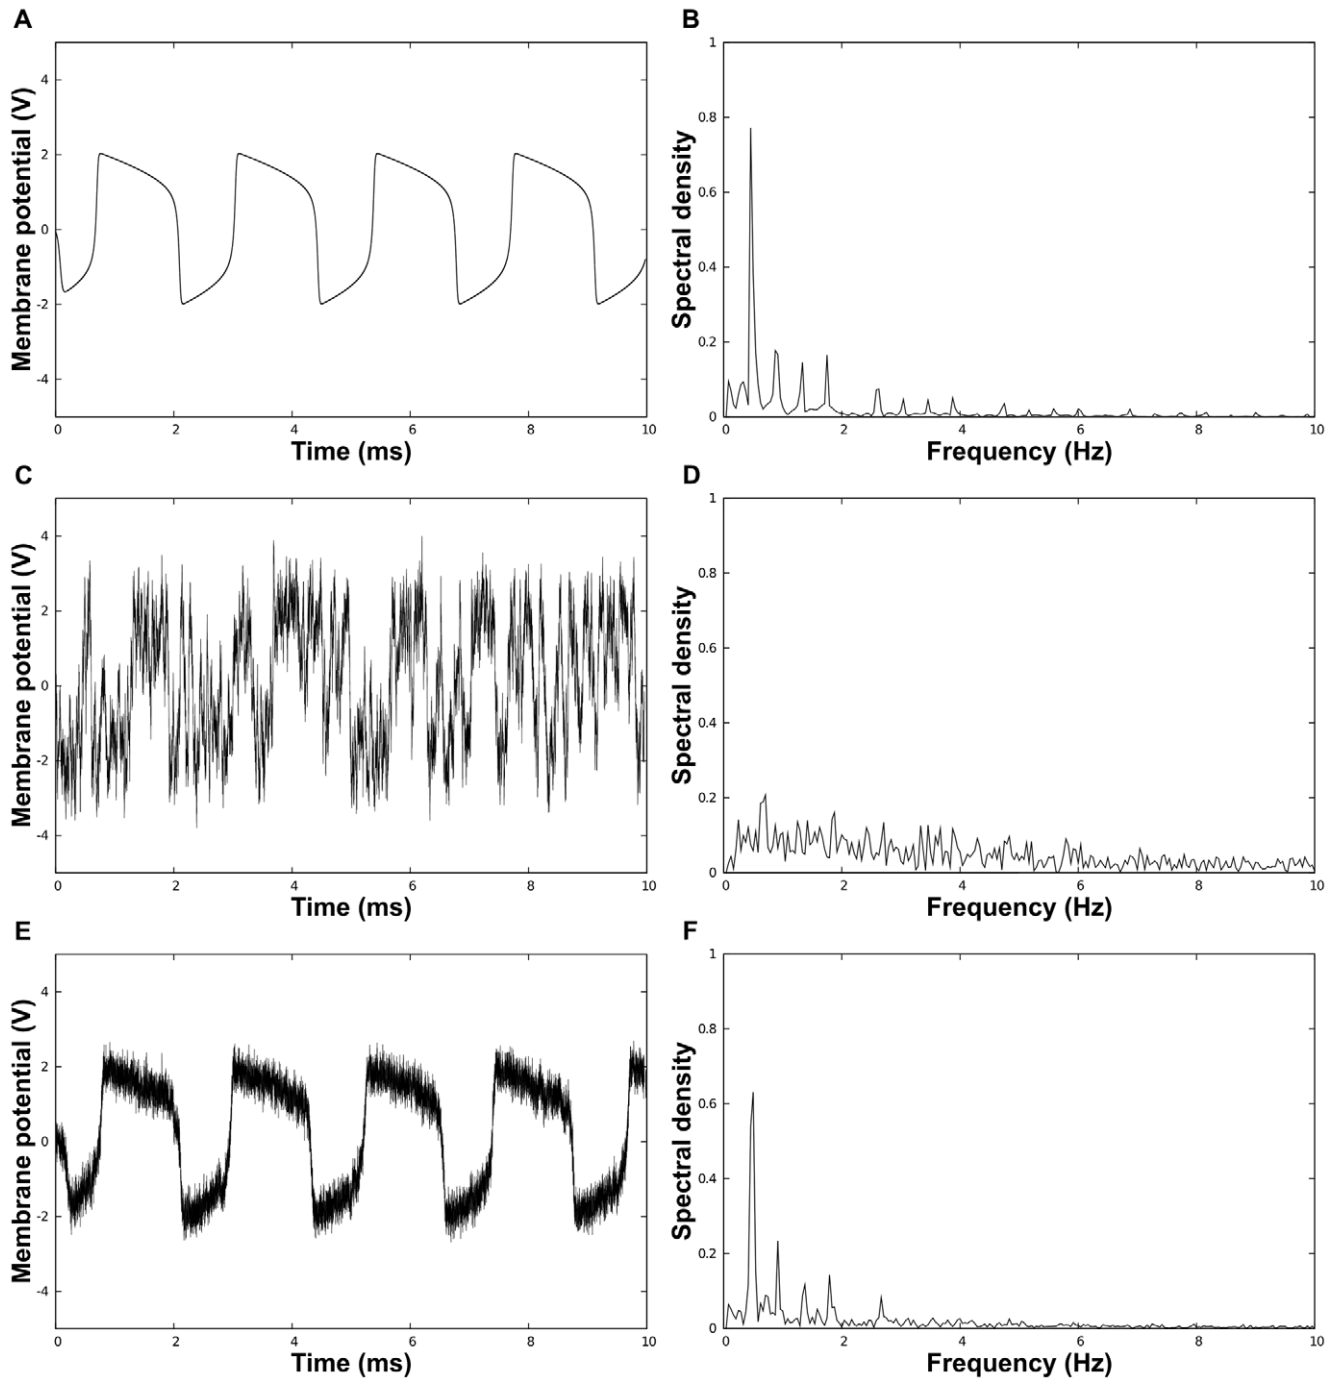 A
Membrane potential (V)
4
2
0
-2
-4
0 2 4 6 8 10
Time (ms)
B
Spectral density
1
0.8
0.6
0.4
0.2
0
0 2 4 6 8 10
Frequency (Hz)
C
Membrane potential (V)
4
2
0
-2
-4
0 2 4 6 8 10
Time (ms)
D
Spectral density
1
0.8
0.6
0.4
0.2
0
0 2 4 6 8 10
Frequency (Hz)
E
Membrane potential (V)
4
2
0
-2
-4
0 2 4 6 8 10
Time (ms)
F
Spectral density
1
0.8
0.6
0.4
0.2
0
0 2 4 6 8 10
Frequency (Hz)